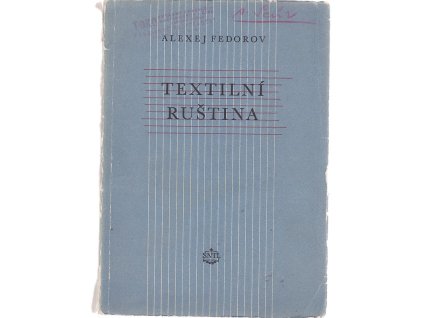 ALEXEJ FEDOROV
TEXTILNÍ
RUŠTINA
SNTL